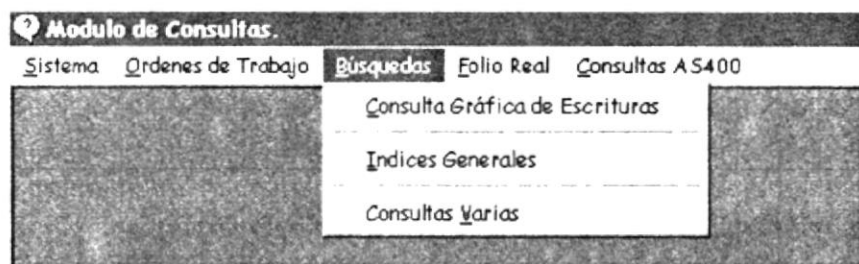 Modulo de Consultas.
Sistema Ordenes de Trabajo Búsquedas Folio Real Consultas AS400
Consulta Gráfica de Escrituras
Indices Generales
Consultas Varias